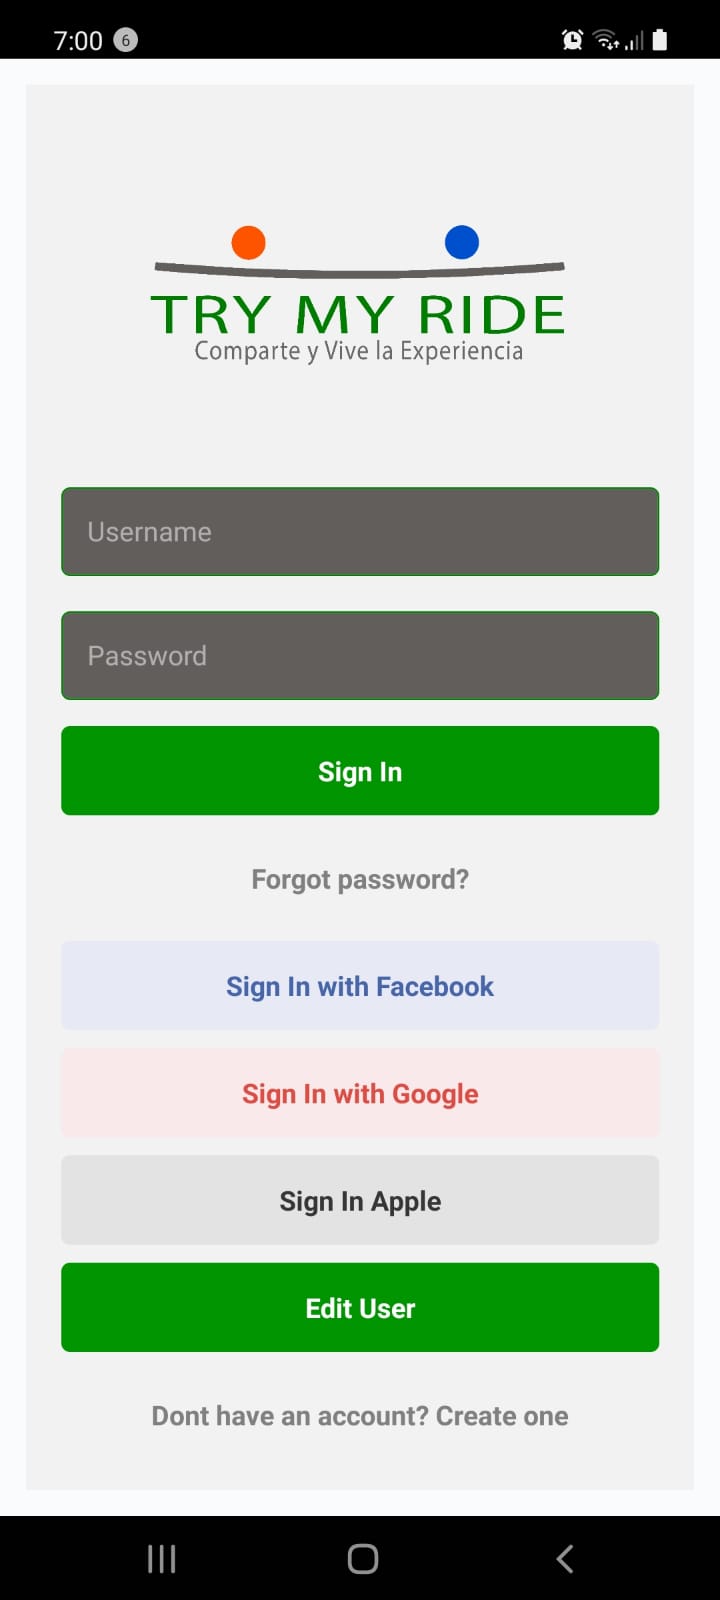 7:00 6
TRY MY RIDE
Comparte y Vive la Experiencia
Username
Password
Sign In
Forgot password?
Sign In with Facebook
Sign In with Google
Sign In Apple
Edit User
Dont have an account? Create one